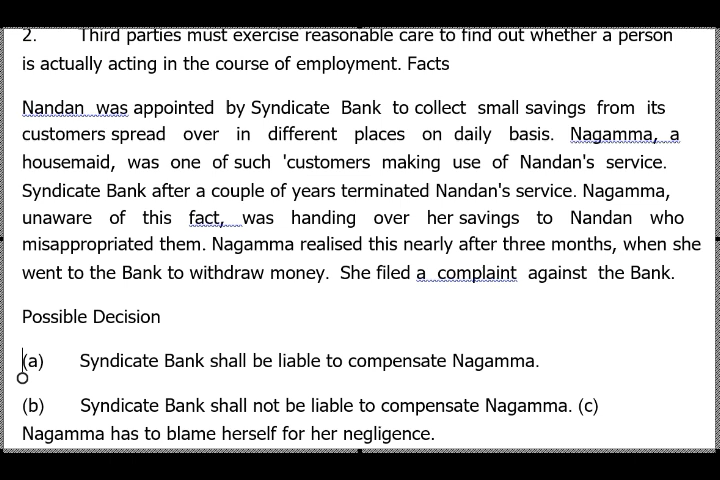 2. Third parties must exercise reasonable care to find out whether a person
is actually acting in the course of employment. Facts
Nandan was appointed by Syndicate Bank to collect small savings from its
customers spread over in different places on daily basis. Nagamma, a
housemaid, was one of such 'customers making use of Nandan's service.
Syndicate Bank after a couple of years terminated Nandan's service. Nagamma,
unaware of this fact, was handing over her savings to Nandan who
misappropriated them. Nagamma realised this nearly after three months, when she
went to the Bank to withdraw money. She filed a complaint against the Bank.
Possible Decision
(a) Syndicate Bank shall be liable to compensate Nagamma.
(b) Syndicate Bank shall not be liable to compensate Nagamma. (c)
Nagamma has to blame herself for her negligence.